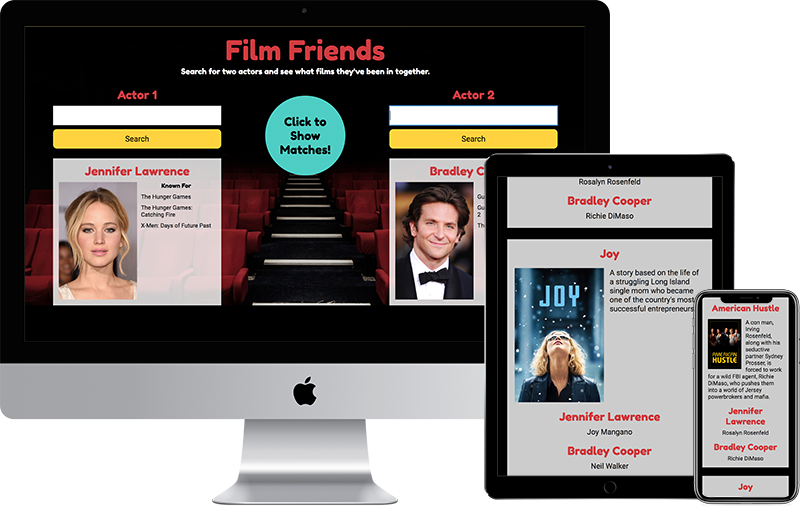 Film Friends
Search for two actors and see what films they've been in together.
Actor 1
Search
Jennifer Lawrence
Known For
The Hunger Games
The Hunger Games:
Catching Fire
X-Men: Days of Future Past
Click to
Show
Matches!
Actor 2
Search
Bradley C
Gu
Gu
2
Th
Rosalyn Rosenfeld
Bradley Cooper
Richie DiMaso
Joy
JOY
A story based on the life of
a struggling Long Island
single mom who became
one of the country's most
successful entrepreneurs
Jennifer Lawrence
Joy Mangano
Bradley Cooper
Neil Walker
American Hustle
AMERICAN
HUSTLE
A con man,
Irving
Rosenfeld,
along with his
seductive
partner Sydney
Prosser, is
forced to work
for a wild FBI agent, Richie
DiMaso, who pushes them
into a world of Jersey
powerbrokers and mafia.
Jennifer
Lawrence
Rosalyn Rosenfeld
Bradley Cooper
Richie DiMaso
Joy